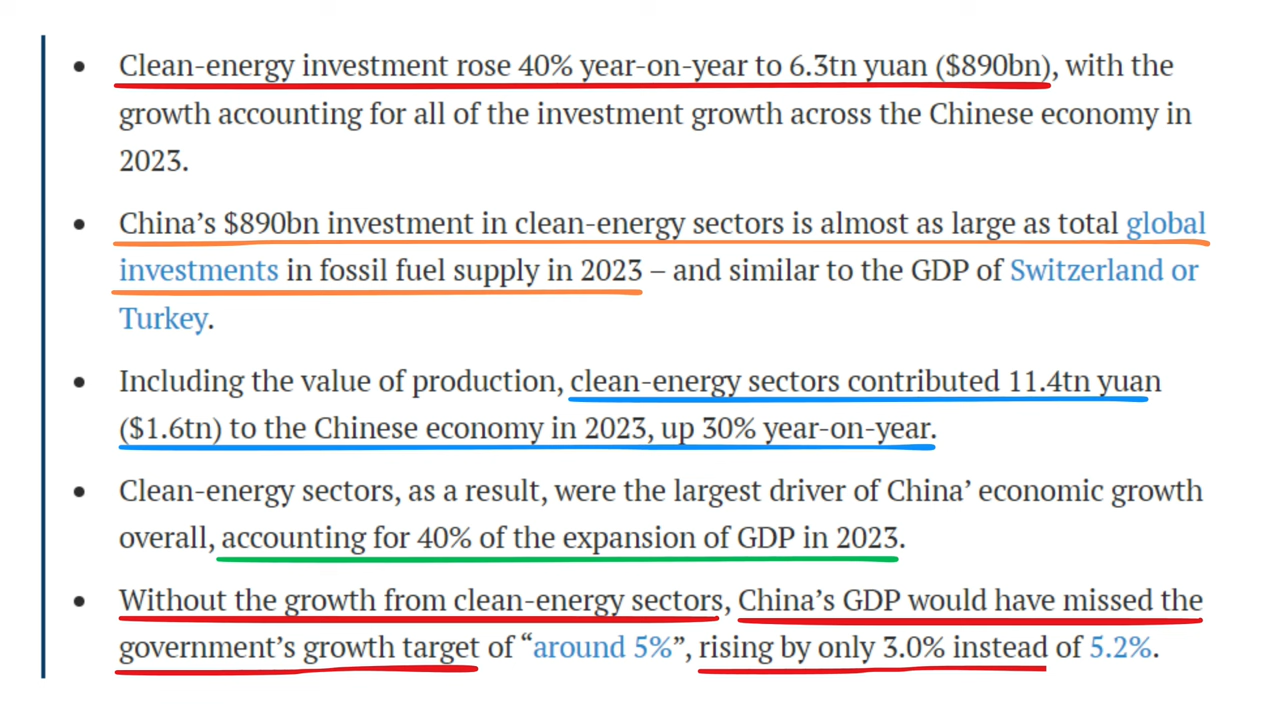 • Clean-energy investment rose 40% year-on-year to 6.3tn yuan ($890bn), with the
growth accounting for all of the investment growth across the Chinese economy in
2023.
• China’s $890bn investment in clean-energy sectors is almost as large as total global
investments in fossil fuel supply in 2023 – and similar to the GDP of Switzerland or
Turkey.
• Including the value of production, clean-energy sectors contributed 11.4tn yuan
($1.6tn) to the Chinese economy in 2023, up 30% year-on-year.
• Clean-energy sectors, as a result, were the largest driver of China’ economic growth
overall, accounting for 40% of the expansion of GDP in 2023.
• Without the growth from clean-energy sectors, China’s GDP would have missed the
government’s growth target of “around 5%”, rising by only 3.0% instead of 5.2%.